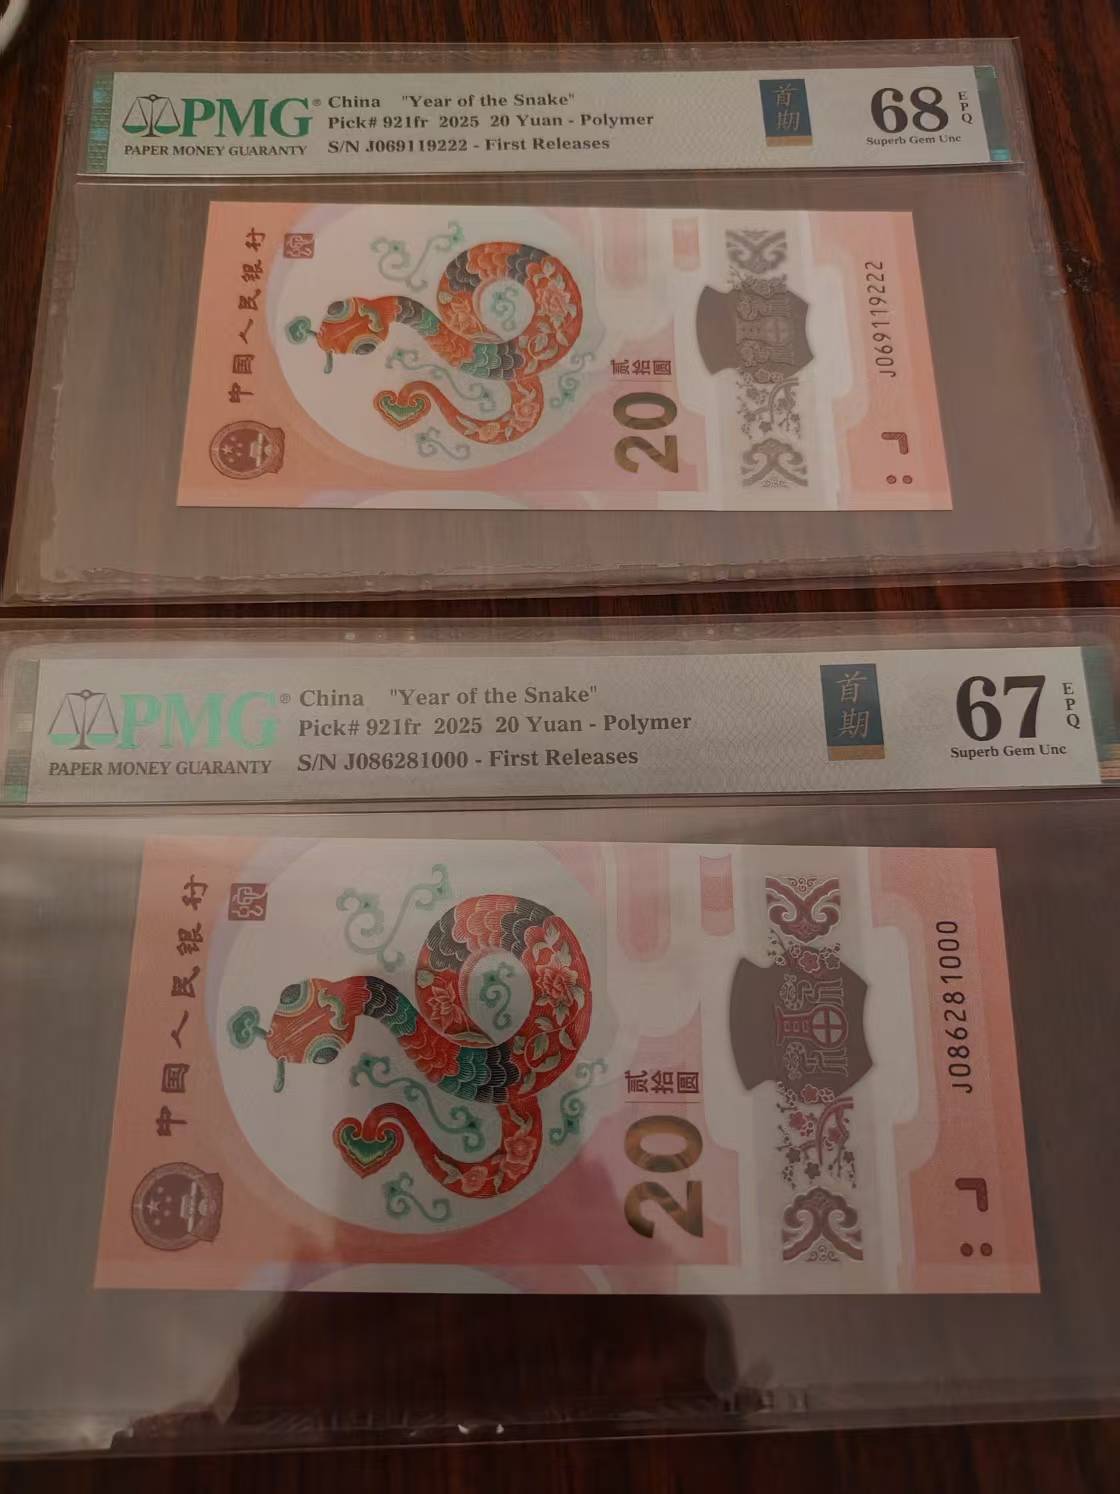 PMG®
PAPER MONEY GUARANTY
China "Year of the Snake"
Pick# 921fr 2025 20 Yuan - Polymer
S/N J069119222 - First Releases
首期
68
EPQ
Superb Gem Unc
中国人民银行
贰拾圆
20
J069119222
PMG®
PAPER MONEY GUARANTY
China "Year of the Snake"
Pick# 921fr 2025 20 Yuan - Polymer
S/N J086281000 - First Releases
首期
67
EPQ
Superb Gem Unc
中国人民银行
贰拾圆
20
J086281000